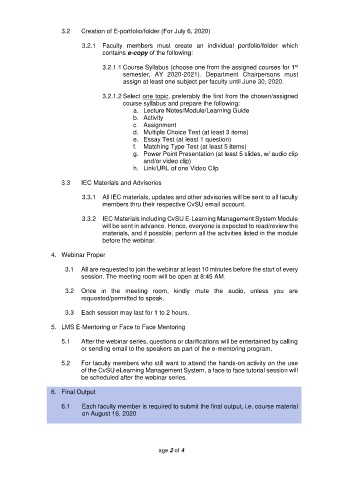 3.2 Creation of E-portfolio/folder (For July 6, 2020)
3.2.1 Faculty members must create an individual portfolio/folder which
contains e-copy of the following:
3.2.1.1 Course Syllabus (choose one from the assigned courses for 1st
semester, AY 2020-2021). Department Chairpersons must
assign at least one subject per faculty until June 30, 2020.
3.2.1.2 Select one topic, preferably the first from the chosen/assigned
course syllabus and prepare the following:
a. Lecture Notes/Module/Learning Guide
b. Activity
c. Assignment
d. Multiple Choice Test (at least 3 items)
e. Essay Test (at least 1 question)
f. Matching Type Test (at least 5 items)
g. Power Point Presentation (at least 5 slides, w/ audio clip
and/or video clip)
h. Link/URL of one Video Clip
3.3 IEC Materials and Advisories
3.3.1 All IEC materials, updates and other advisories will be sent to all faculty
members thru their respective CvSU email account.
3.3.2 IEC Materials including CvSU E-Learning Management System Module
will be sent in advance. Hence, everyone is expected to read/review the
materials, and if possible, perform all the activities listed in the module
before the webinar.
4. Webinar Proper
3.1 All are requested to join the webinar at least 10 minutes before the start of every
session. The meeting room will be open at 8:45 AM.
3.2 Once in the meeting room, kindly mute the audio, unless you are
requested/permitted to speak.
3.3 Each session may last for 1 to 2 hours.
5. LMS E-Mentoring or Face to Face Mentoring
5.1 After the webinar series, questions or clarifications will be entertained by calling
or sending email to the speakers as part of the e-mentoring program.
5.2 For faculty members who still want to attend the hands-on activity on the use
of the CvSU eLearning Management System, a face to face tutorial session will
be scheduled after the webinar series.
6. Final Output
6.1 Each faculty member is required to submit the final output, i.e. course material
on August 16, 2020
age 2 of 4